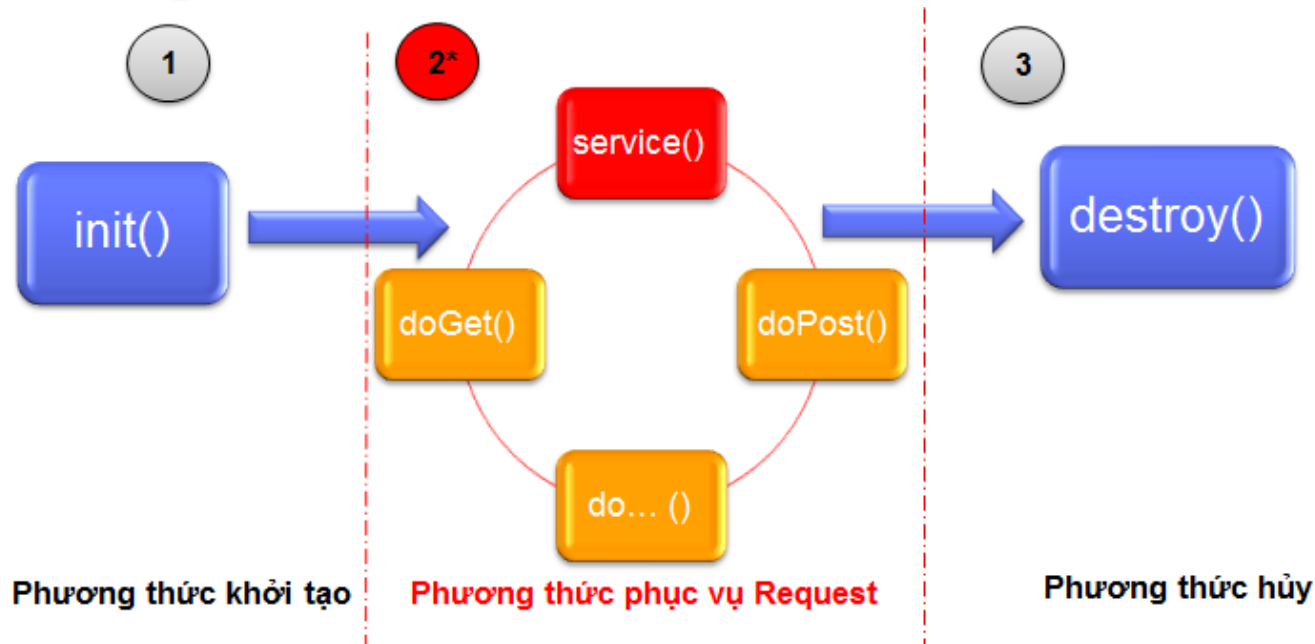 1
2*
3
service()
init()
destroy()
doGet()
doPost()
do... ()
Phương thức khởi tạo
Phương thức phục vụ Request
Phương thức hủy